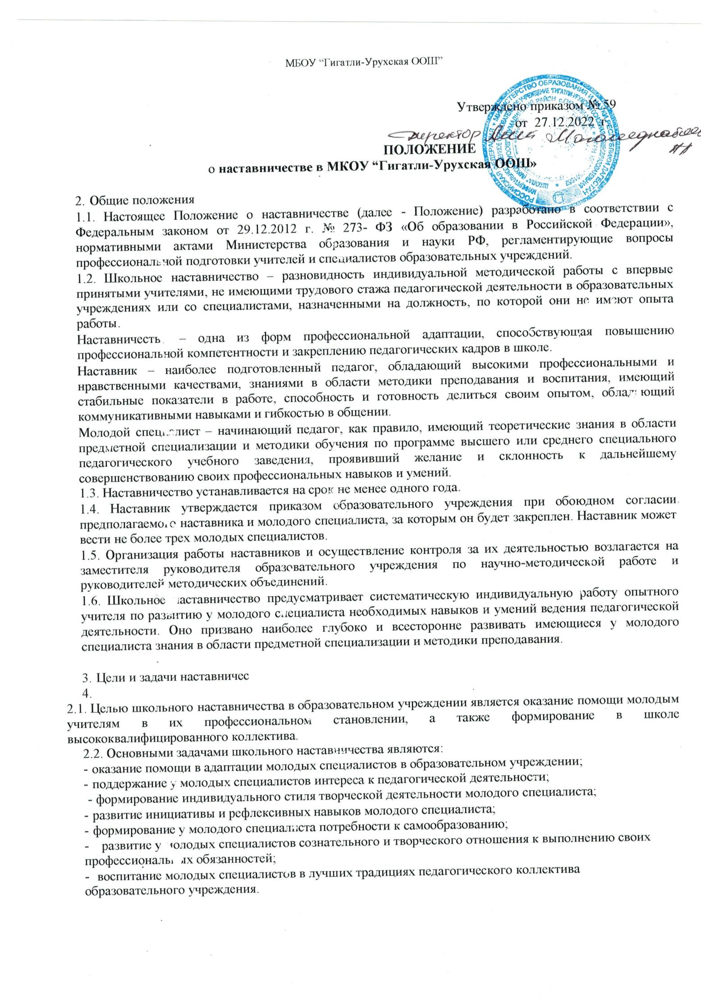 МБОУ “Гигатли-Урухская ООШ”
Утверждено приказом № 59
от 27.12.2022 г.
директор
ПОЛОЖЕНИЕ
о наставничестве в МКОУ “Гигатли-Урухская ООШ»
2. Общие положения
1.1. Настоящее Положение о наставничестве (далее - Положение) разработано в соответствии с
Федеральным законом от 29.12.2012 г. № 273- ФЗ «Об образовании в Российской Федерации»,
нормативными актами Министерства образования и науки РФ, регламентирующие вопросы
профессиональной подготовки учителей и специалистов образовательных учреждений.
1.2. Школьное наставничество – разновидность индивидуальной методической работы с впервые
принятыми учителями, не имеющими трудового стажа педагогической деятельности в образовательных
учреждениях или со специалистами, назначенными на должность, по которой они не имеют опыта
работы.
Наставничесть – одна из форм профессиональной адаптации, способствующая повышению
профессиональной компетентности и закреплению педагогических кадров в школе.
Наставник – наиболее подготовленный педагог, обладающий высокими профессиональными и
нравственными качествами, знаниями в области методики преподавания и воспитания, имеющий
стабильные показатели в работе, способность и готовность делиться своим опытом, обладающий
коммуникативными навыками и гибкостью в общении.
Молодой специалист – начинающий педагог, как правило, имеющий теоретические знания в области
предметной специализации и методики обучения по программе высшего или среднего специального
педагогического учебного заведения, проявивший желание и склонность к дальнейшему
совершенствованию своих профессиональных навыков и умений.
1.3. Наставничество устанавливается на срок не менее одного года.
1.4. Наставник утверждается приказом образовательного учреждения при обоюдном согласии
предполагаемого наставника и молодого специалиста, за которым он будет закреплен. Наставник может
вести не более трех молодых специалистов.
1.5. Организация работы наставников и осуществление контроля за их деятельностью возлагается на
заместителя руководителя образовательного учреждения по научно-методической работе и
руководителей методических объединений.
1.6. Школьное наставничество предусматривает систематическую индивидуальную работу опытного
учителя по развитию у молодого специалиста необходимых навыков и умений ведения педагогической
деятельности. Оно призвано наиболее глубоко и всесторонне развивать имеющиеся у молодого
специалиста знания в области предметной специализации и методики преподавания.
3. Цели и задачи наставничес
4.
2.1. Целью школьного наставничества в образовательном учреждении является оказание помощи молодым
учителям в их профессиональном становлении, а также формирование в школе
высококвалифицированного коллектива.
2.2. Основными задачами школьного наставничества являются:
- оказание помощи в адаптации молодых специалистов в образовательном учреждении;
- поддержание у молодых специалистов интереса к педагогической деятельности;
- формирование индивидуального стиля творческой деятельности молодого специалиста;
- развитие инициативы и рефлексивных навыков молодого специалиста;
- формирование у молодого специалиста потребности к самообразованию;
- развитие у молодых специалистов сознательного и творческого отношения к выполнению своих
профессиональных обязанностей;
- воспитание молодых специалистов в лучших традициях педагогического коллектива
образовательного учреждения.